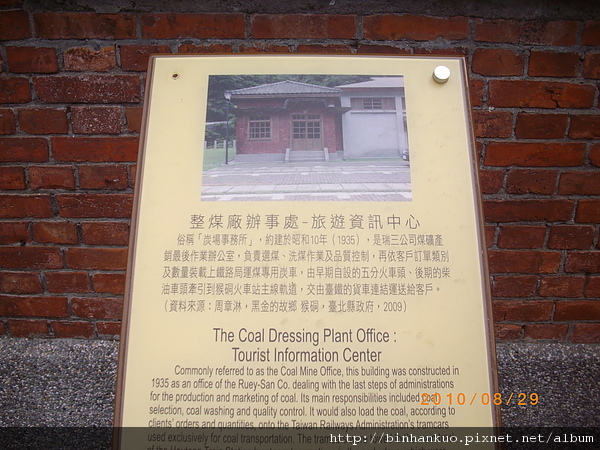 整煤廠辦事處-旅遊資訊中心
俗稱「炭場事務所」，約建於昭和10年（1935），是瑞三公司煤礦產
銷最後作業辦公室，負責選煤、洗煤作業及品質控制，再依客戶訂單類別
及數量裝載上鐵路局運煤專用炭車，由早期自設的五分火車頭、後期的柴
油車頭牽引到猴硐火車站主線軌道，交由臺鐵的貨車連結運送給客戶。
（資料來源：周章淋，黑金的故鄉 猴硐，臺北縣政府，2009）
The Coal Dressing Plant Office :
Tourist Information Center
Commonly referred to as the Coal Mine Office, this building was constructed in
1935 as an office of the Ruey-San Co. dealing with the last steps of administrations
for the production and marketing of coal. Its main responsibilities included coal
selection, coal washing and quality control. It would also load the coal, according to
clients' orders and quantities, onto the Taiwan Railways Administration's tramcars
used exclusively for coal transportation. The tram
2010/08/29
http://binhankuo.pixnet.net/album